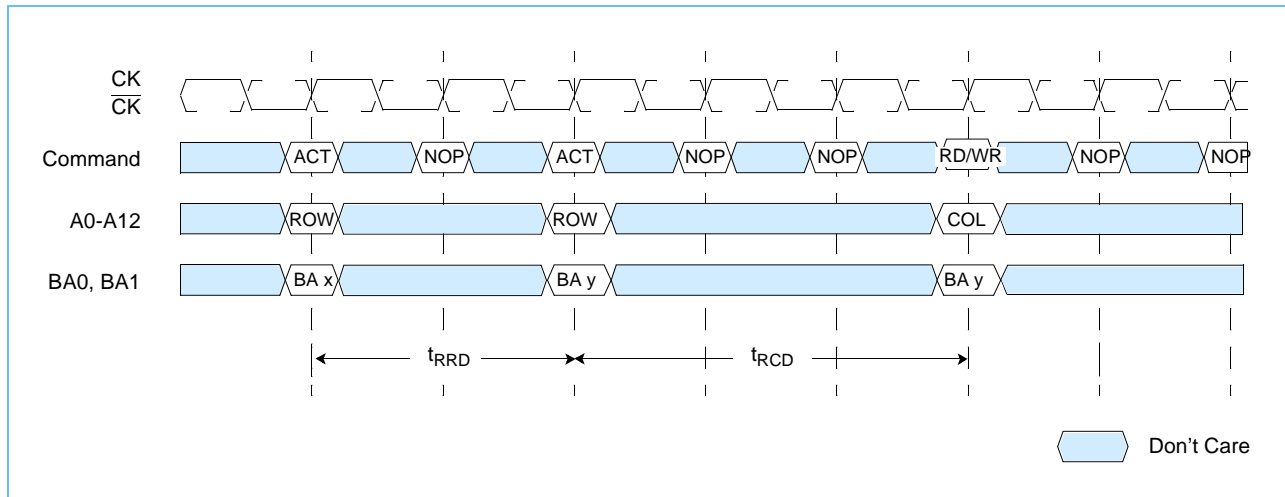 CK
CK
Command ACT NOP ACT NOP NOP RD/WR NOP NOP
A0-A12 ROW ROW COL
BA0, BA1 BA x BA y BA y
tRRD tRCD
Don't Care